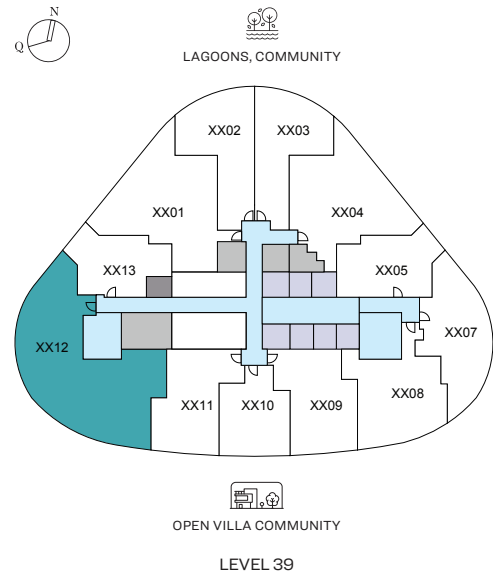 N
Q
LAGOONS, COMMUNITY
XX02
XX03
XX01
XX04
XX13
XX05
XX12
XX07
XX11
XX10
XX09
XX08
OPEN VILLA COMMUNITY
LEVEL 39